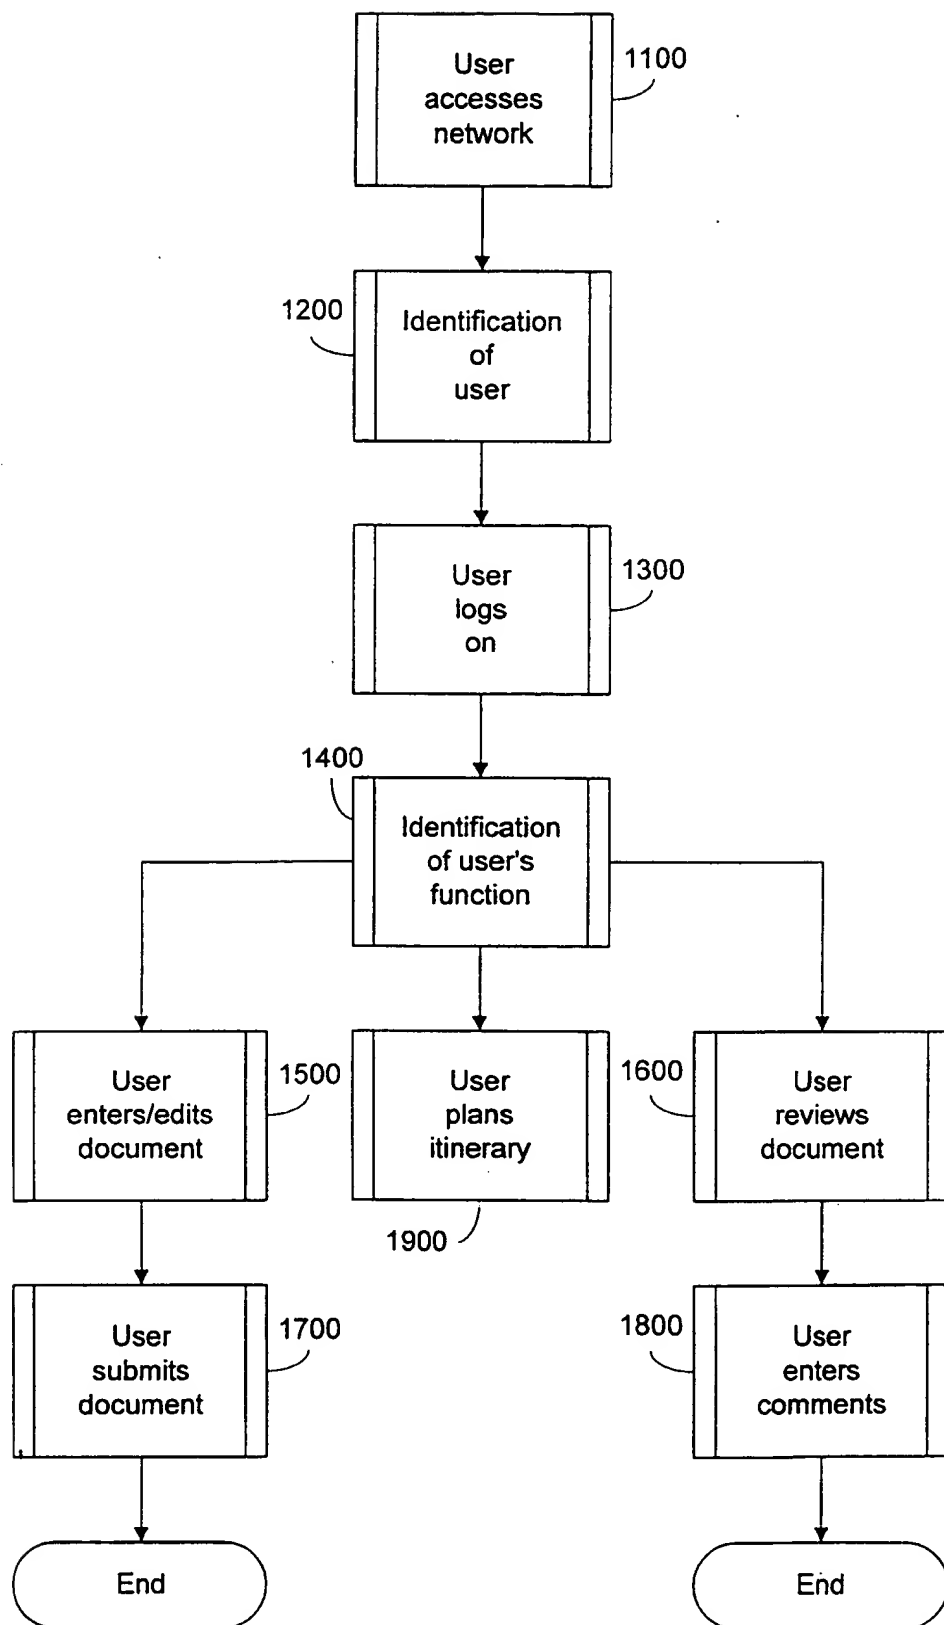 User
accesses
network
1100
1200
Identification
of
user
User
logs
on
1300
1400
Identification
of user's
function
User
enters/edits
document
1500
User
plans
itinerary
1900
1600
User
reviews
document
User
submits
document
1700
1800
User
enters
comments
End
End